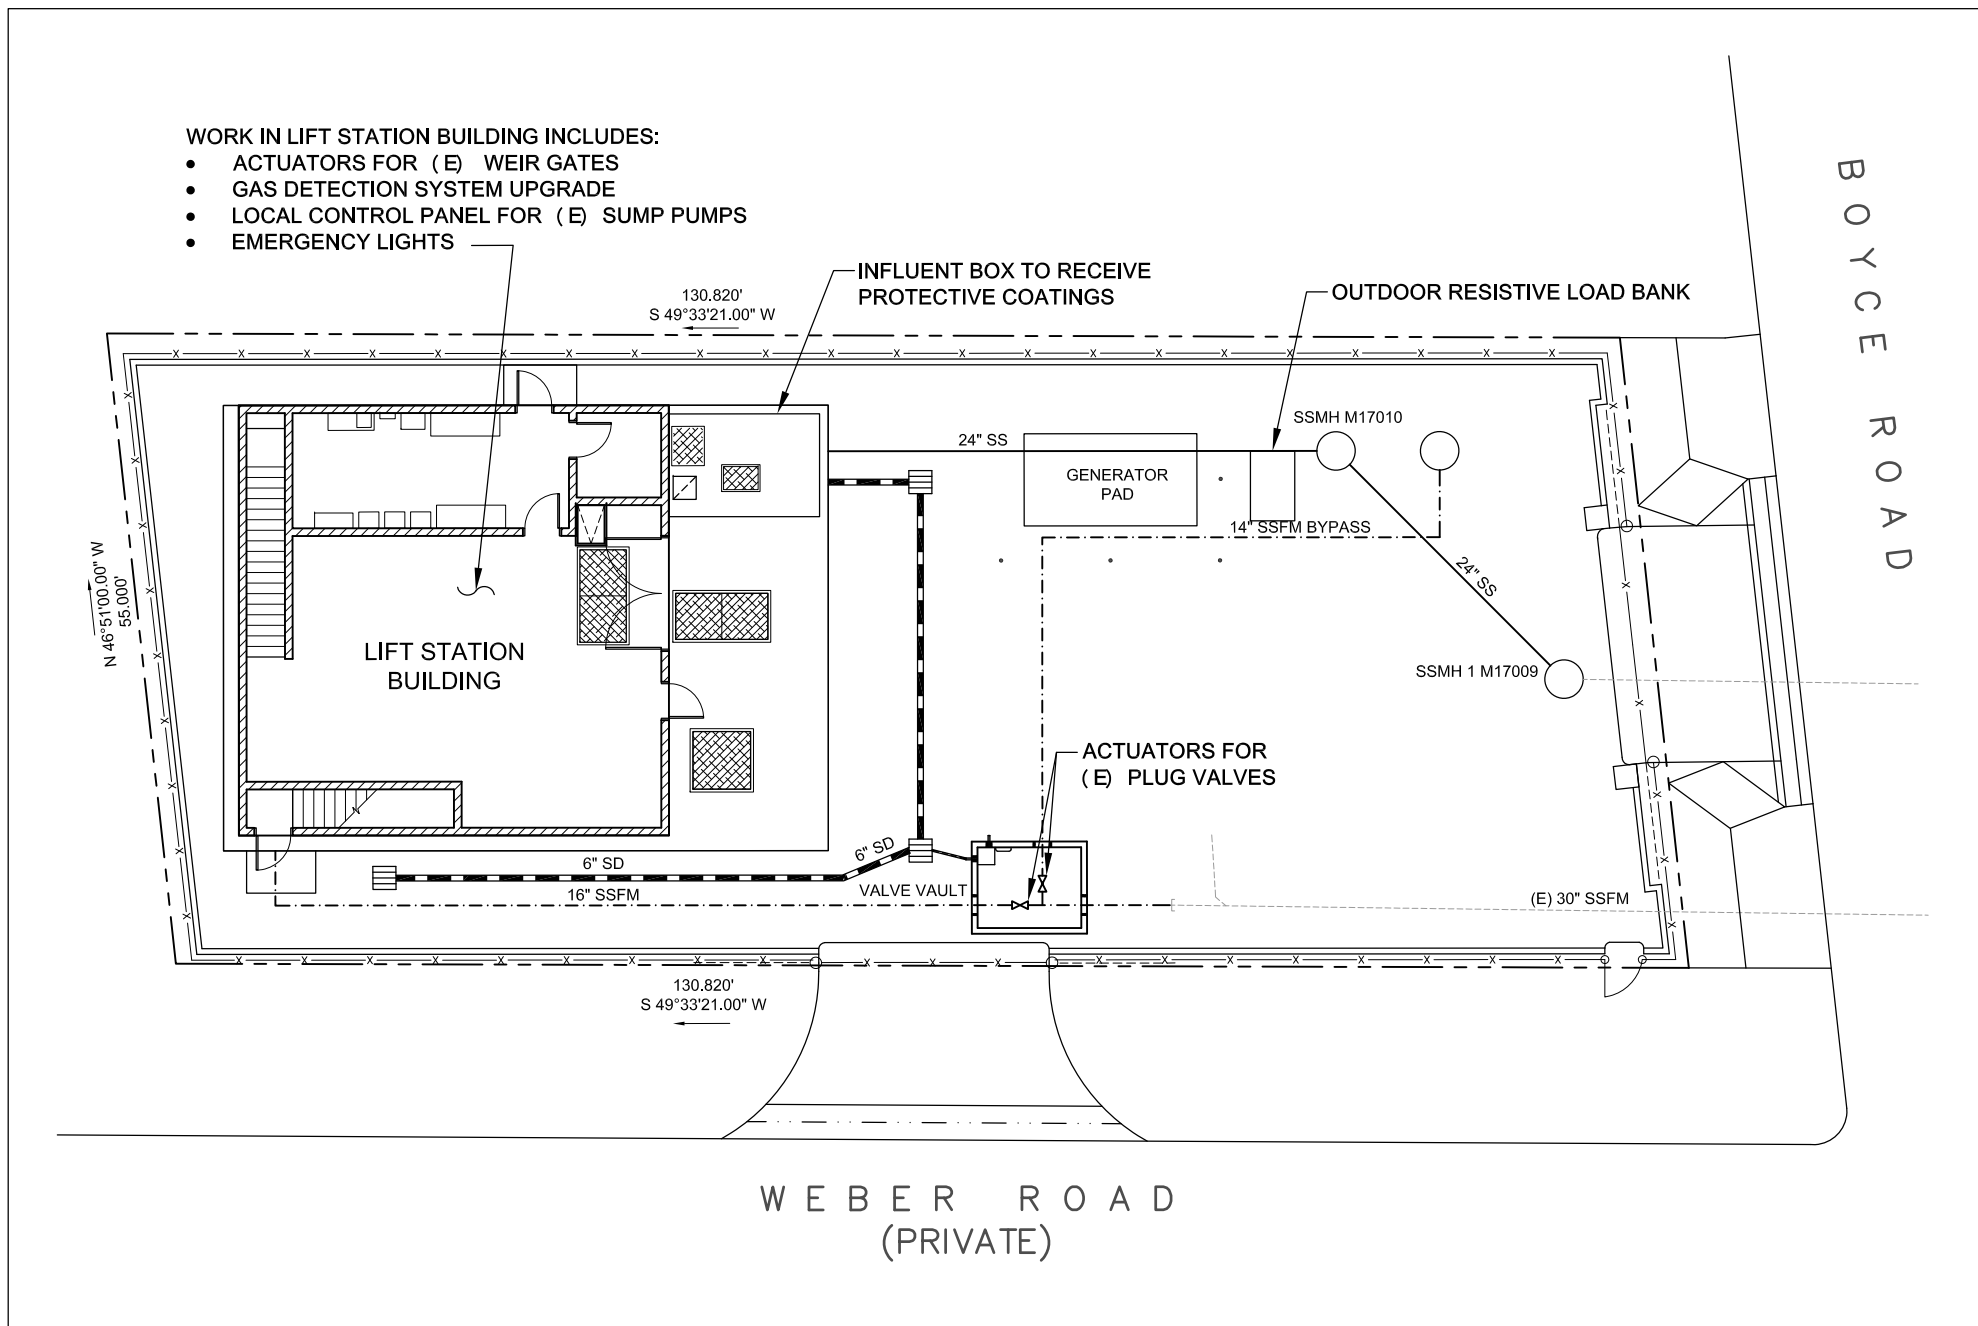 WORK IN LIFT STATION BUILDING INCLUDES:
• ACTUATORS FOR (E) WEIR GATES
• GAS DETECTION SYSTEM UPGRADE
• LOCAL CONTROL PANEL FOR (E) SUMP PUMPS
• EMERGENCY LIGHTS
INFLUENT BOX TO RECEIVE
PROTECTIVE COATINGS
OUTDOOR RESISTIVE LOAD BANK
130.820'
S 49°33'21.00" W
BOYCE ROAD
SSMH M17010
24" SS
GENERATOR
PAD
14" SSFM BYPASS
24" SS
N 46°51'00.00" W
55.000'
LIFT STATION
BUILDING
SSMH 1 M17009
ACTUATORS FOR
(E) PLUG VALVES
6" SD
6" SD
16" SSFM
VALVE VAULT
(E) 30" SSFM
130.820'
S 49°33'21.00" W
WEBER ROAD
(PRIVATE)